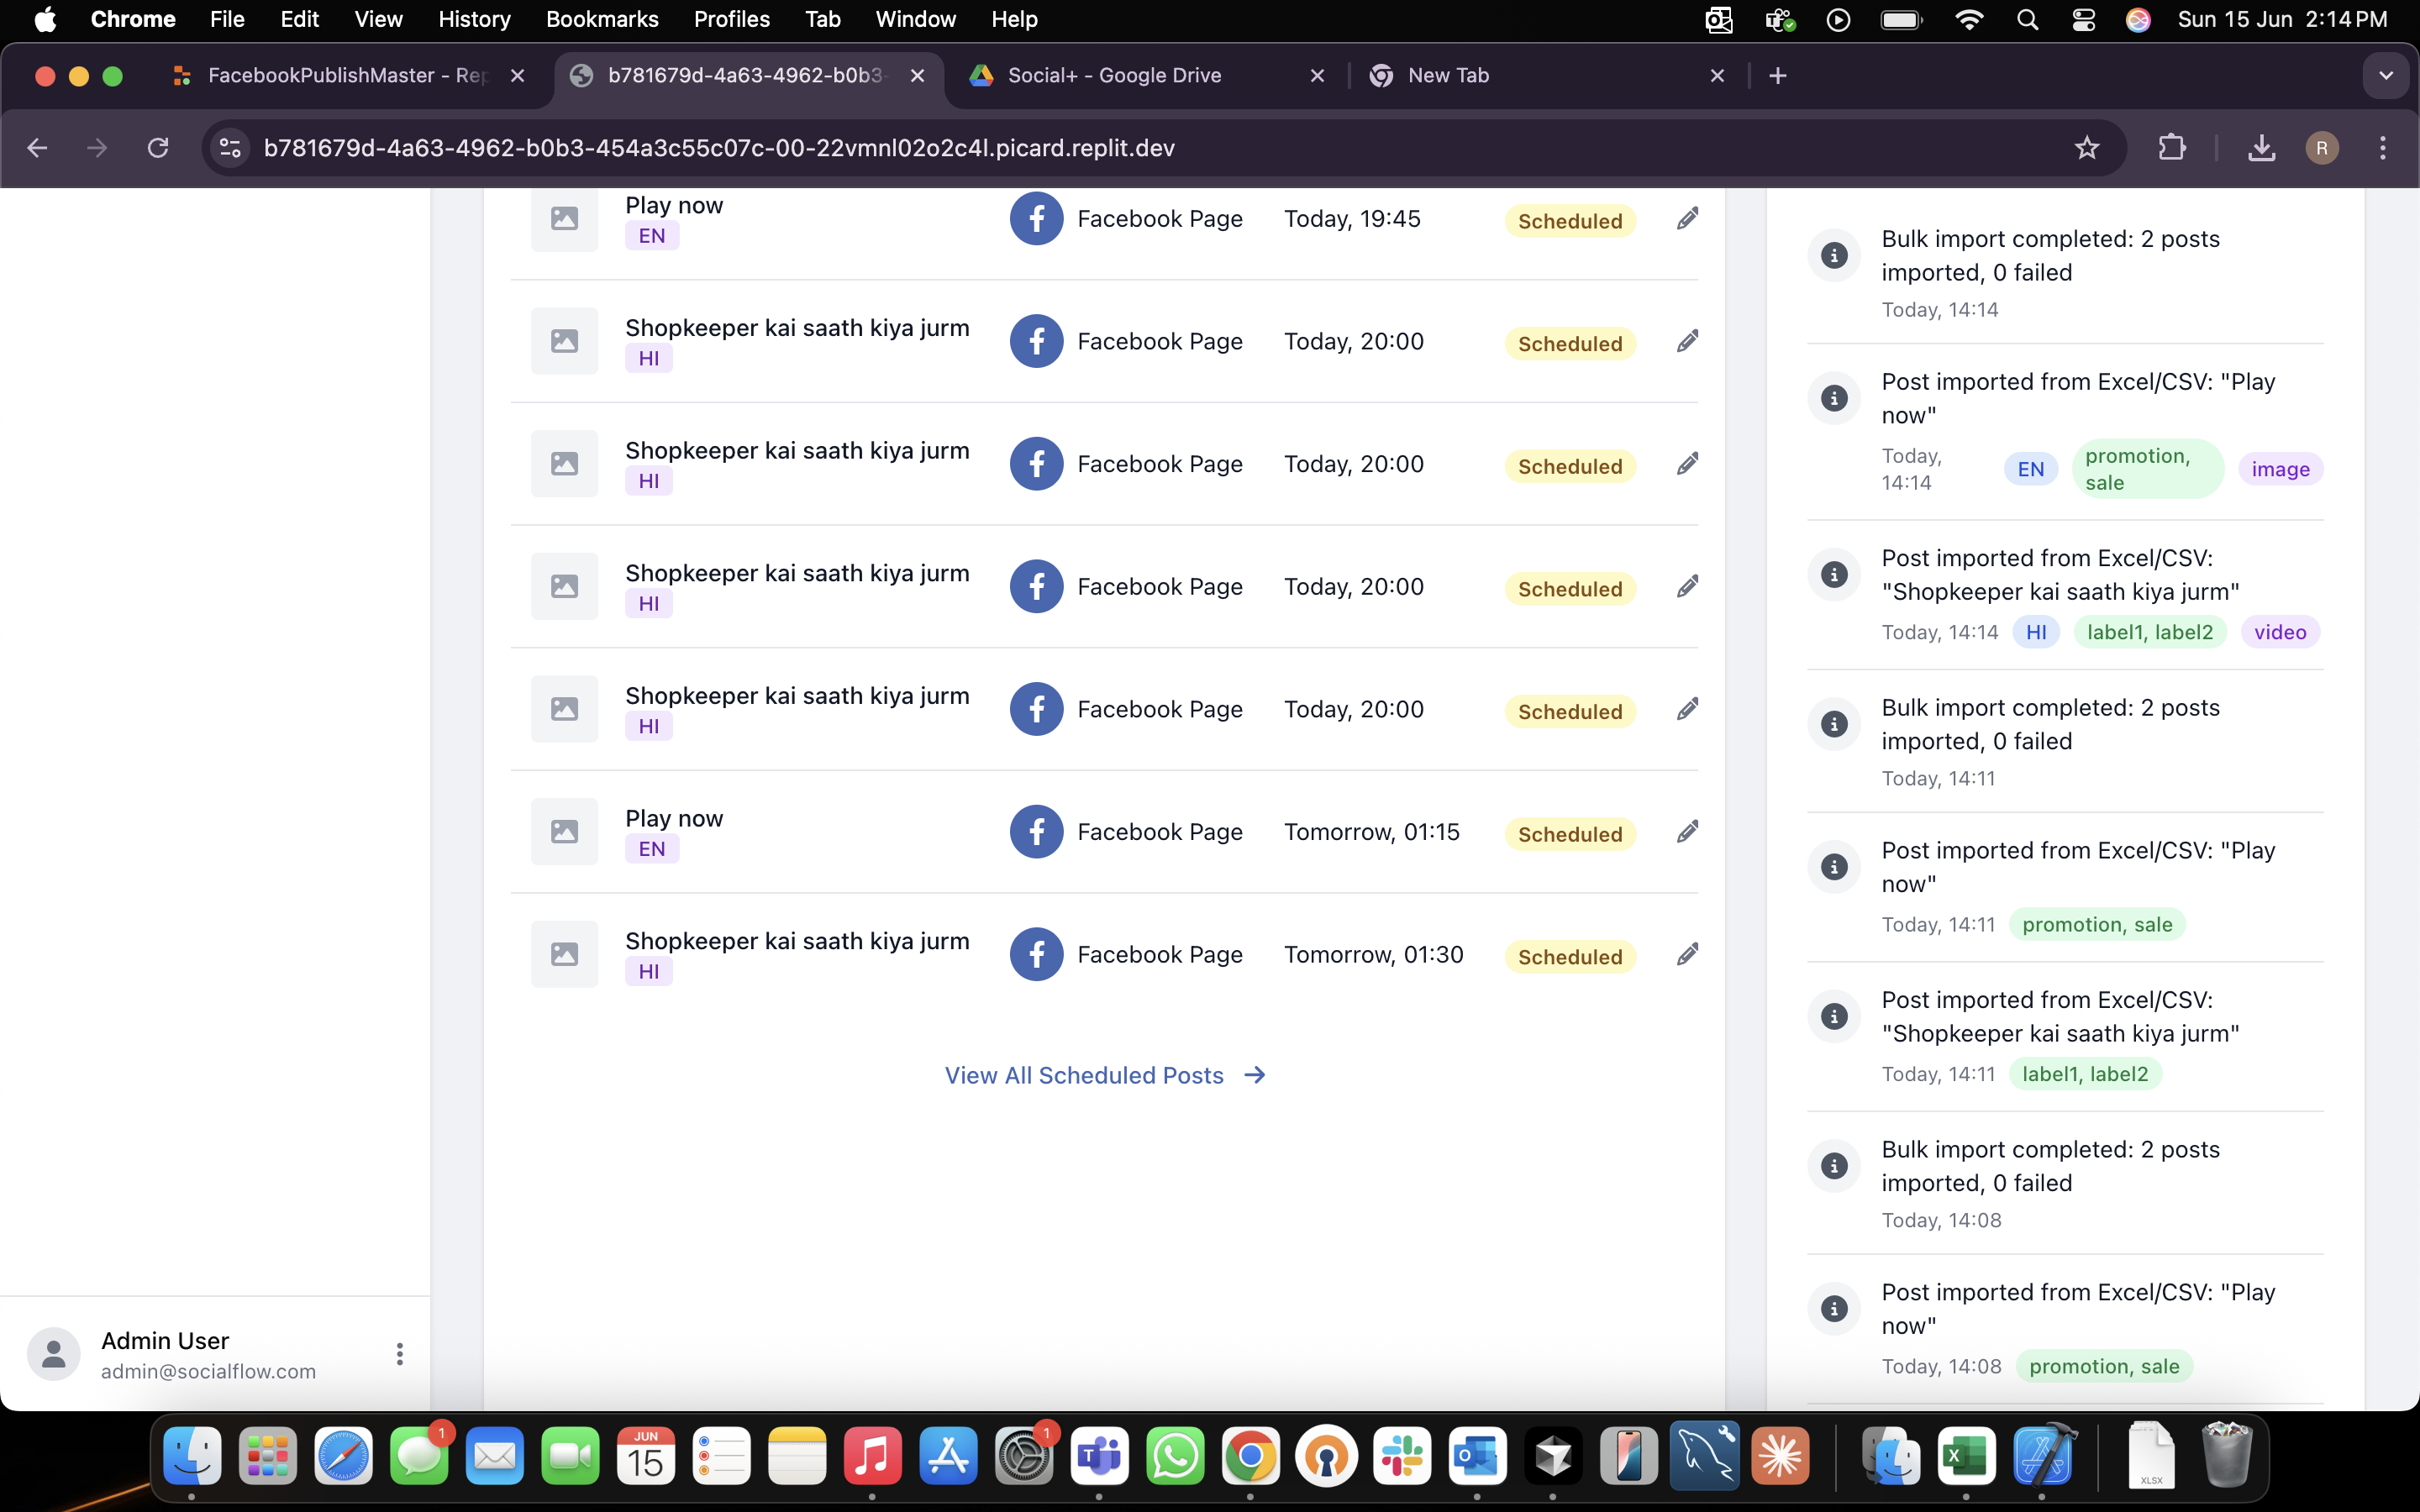 Chrome File Edit View History Bookmarks Profiles Tab Window Help Sun 15 Jun 2:14 PM
FacebookPublishMaster - Rep b781679d-4a63-4962-b0b3- Social+ - Google Drive New Tab
b781679d-4a63-4962-b0b3-454a3c55c07c-00-22vmnl02o2c4l.picard.replit.dev R
Play now
EN
Facebook Page Today, 19:45 Scheduled
Shopkeeper kai saath kiya jurm
HI
Facebook Page Today, 20:00 Scheduled
Shopkeeper kai saath kiya jurm
HI
Facebook Page Today, 20:00 Scheduled
Shopkeeper kai saath kiya jurm
HI
Facebook Page Today, 20:00 Scheduled
Shopkeeper kai saath kiya jurm
HI
Facebook Page Today, 20:00 Scheduled
Play now
EN
Facebook Page Tomorrow, 01:15 Scheduled
Shopkeeper kai saath kiya jurm
HI
Facebook Page Tomorrow, 01:30 Scheduled
View All Scheduled Posts
Bulk import completed: 2 posts
imported, 0 failed
Today, 14:14
Post imported from Excel/CSV: "Play
now"
Today,
14:14
EN
promotion,
sale
image
Post imported from Excel/CSV:
"Shopkeeper kai saath kiya jurm"
Today, 14:14 HI label1, label2 video
Bulk import completed: 2 posts
imported, 0 failed
Today, 14:11
Post imported from Excel/CSV: "Play
now"
Today, 14:11 promotion, sale
Post imported from Excel/CSV:
"Shopkeeper kai saath kiya jurm"
Today, 14:11 label1, label2
Bulk import completed: 2 posts
imported, 0 failed
Today, 14:08
Post imported from Excel/CSV: "Play
now"
Today, 14:08 promotion, sale
Admin User
admin@socialflow.com
1
JUN
15
1
XLSX